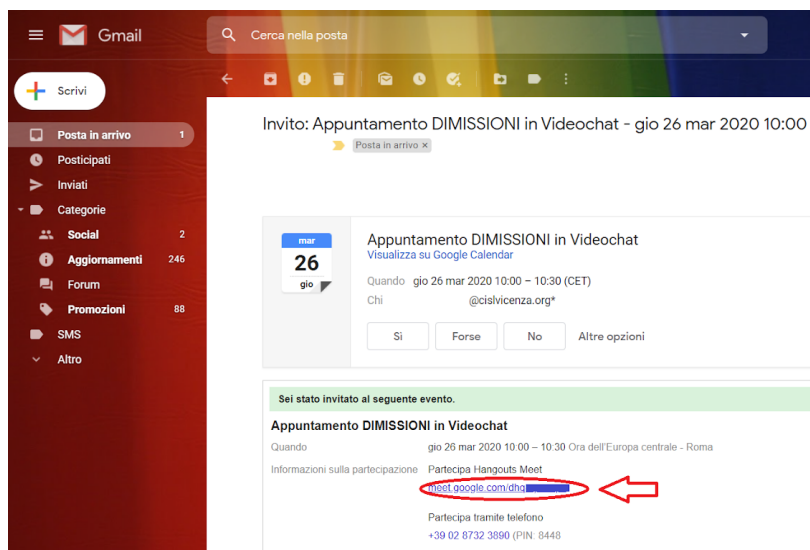 Gmail
Cerca nella posta
Scrivi
Posta in arrivo 1
Posticipati
Inviati
Categorie
Social 2
Aggiornamenti 246
Forum
Promozioni 88
SMS
Altro
Invito: Appuntamento DIMISSIONI in Videochat - gio 26 mar 2020 10:00
Posta in arrivo ×
mar
26
gio
Appuntamento DIMISSIONI in Videochat
Visualizza su Google Calendar
Quando gio 26 mar 2020 10:00 – 10:30 (CET)
Chi @cislvicenza.org*
Sì Forse No Altre opzioni
Sei stato invitato al seguente evento.
Appuntamento DIMISSIONI in Videochat
Quando gio 26 mar 2020 10:00 – 10:30 Ora dell'Europa centrale - Roma
Informazioni sulla partecipazione Partecipa Hangouts Meet
meet.google.com/dhq
Partecipa tramite telefono
+39 02 8732 3890 (PIN: 8448